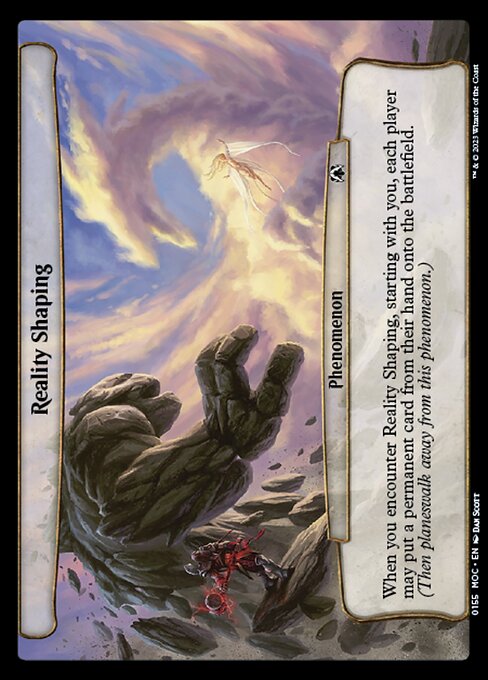 Reality Shaping
Phenomenon
When you encounter Reality Shaping, starting with you, each player
may put a permanent card from their hand onto the battlefield.
(Then planeswalk away from this phenomenon.)
0155 MOC • EN DAN SCOTT
™ & © 2023 Wizards of the Coast